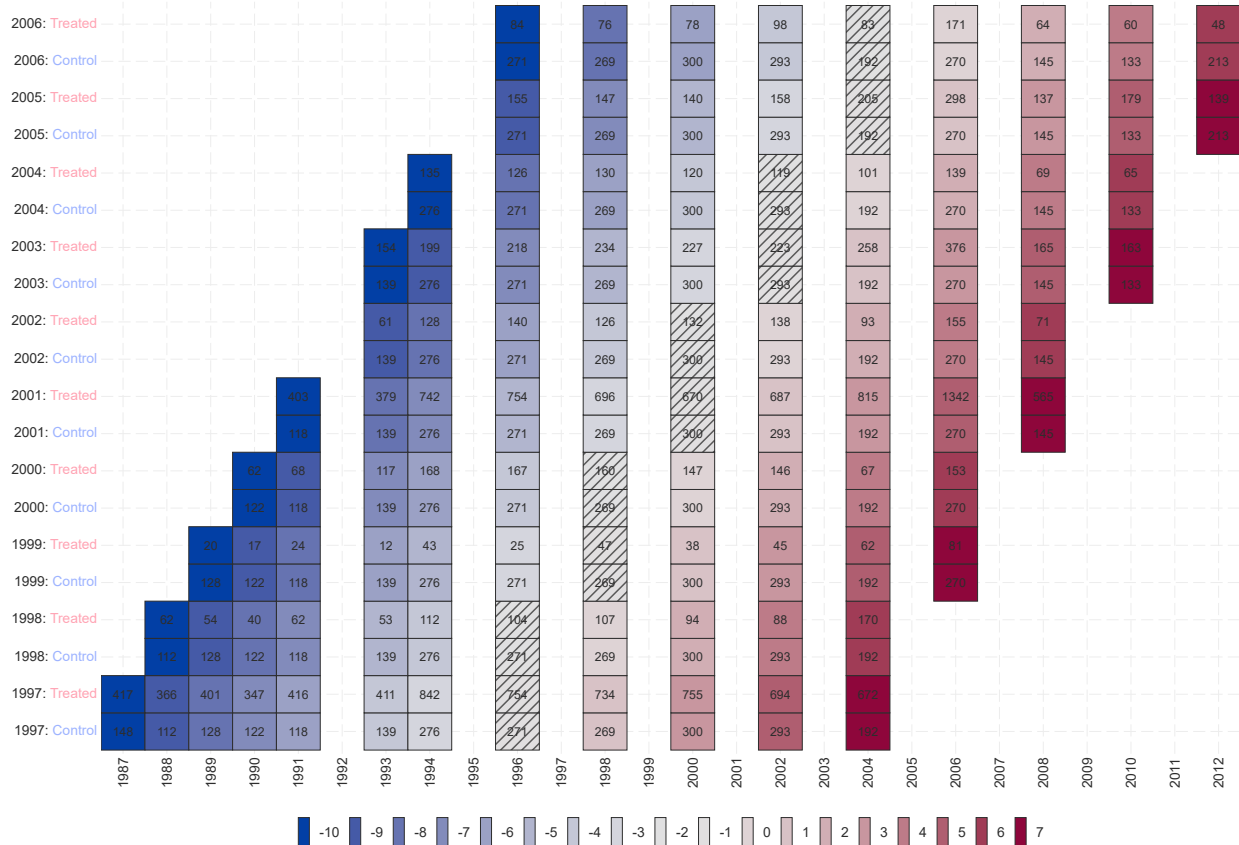 2006: Treated 94 76 78 98 83 171 64 60 48
2006: Control 271 269 300 293 192 270 145 133 213
2005: Treated 155 147 140 158 205 298 137 179 139
2005: Control 271 269 300 293 192 270 145 133 213
2004: Treated 135 126 130 120 119 101 139 69 65
2004: Control 276 271 269 300 293 192 270 145 133
2003: Treated 154 199 218 234 227 223 258 376 165 183
2003: Control 139 276 271 269 300 293 192 270 145 133
2002: Treated 61 128 140 126 132 138 93 155 71
2002: Control 139 276 271 269 300 293 192 270 145
2001: Treated 403 379 742 754 696 670 687 815 1342 565
2001: Control 118 139 276 271 269 300 293 192 270 145
2000: Treated 62 68 117 168 167 160 147 146 67 153
2000: Control 122 118 139 276 271 269 300 293 192 270
1999: Treated 20 17 24 12 43 25 47 38 45 62 81
1999: Control 128 122 118 139 276 271 269 300 293 192 270
1998: Treated 62 54 40 62 53 112 104 107 94 88 170
1998: Control 112 128 122 118 139 276 271 269 300 293 192
1997: Treated 417 366 401 347 416 411 842 754 734 755 694 672
1997: Control 148 112 128 122 118 139 276 271 269 300 293 192
1987 1988 1989 1990 1991 1992 1993 1994 1995 1996 1997 1998 1999 2000 2001 2002 2003 2004 2005 2006 2007 2008 2009 2010 2011 2012
-10 -9 -8 -7 -6 -5 -4 -3 -2 -1 0 1 2 3 4 5 6 7